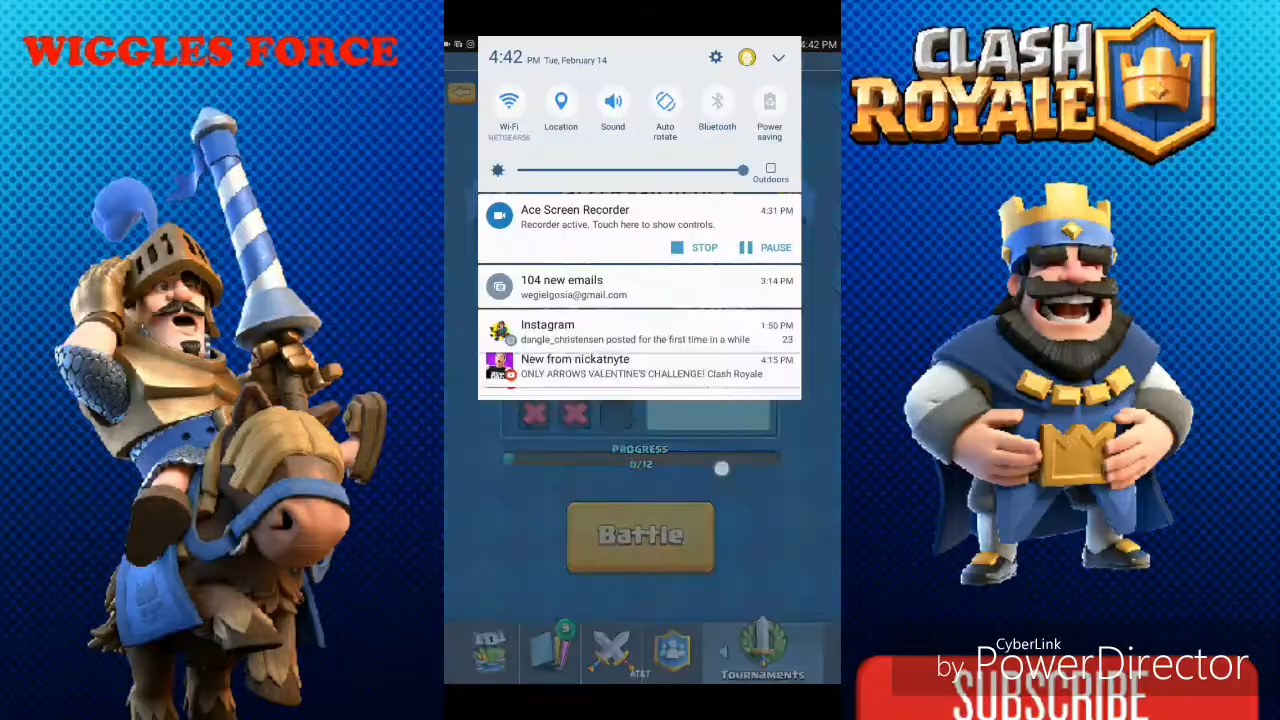 WIGGLES FORCE
CLASH
ROYALE
4:42 PM
4:42 PM Tue, February 14
Wi-Fi
NETGEAR56
Location
Sound
Auto
rotate
Bluetooth
Power
saving
Outdoors
Ace Screen Recorder 4:31 PM
Recorder active. Touch here to show controls.
STOP PAUSE
104 new emails 3:14 PM
wegielgosia@gmail.com
Instagram 1:50 PM
dangle_christensen posted for the first time in a while 23
New from nickatnyte 4:15 PM
ONLY ARROWS VALENTINE'S CHALLENGE! Clash Royale
PROGRESS
0/12
Battle
9
AT&T
Tournaments
CyberLink
by PowerDirector
SUBSCRIBE